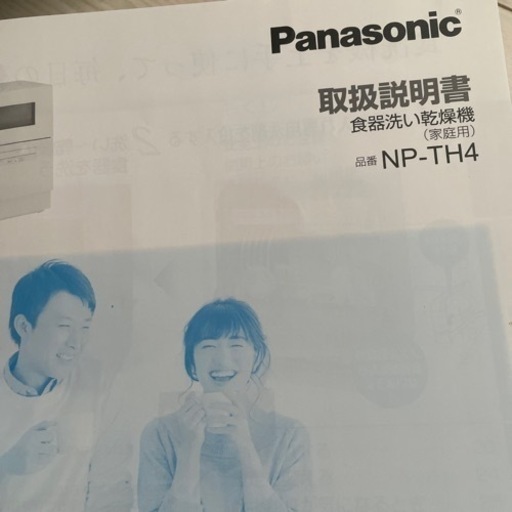 Panasonic®
取扱説明書
食器洗い乾燥機
（家庭用）
品番 NP-TH4